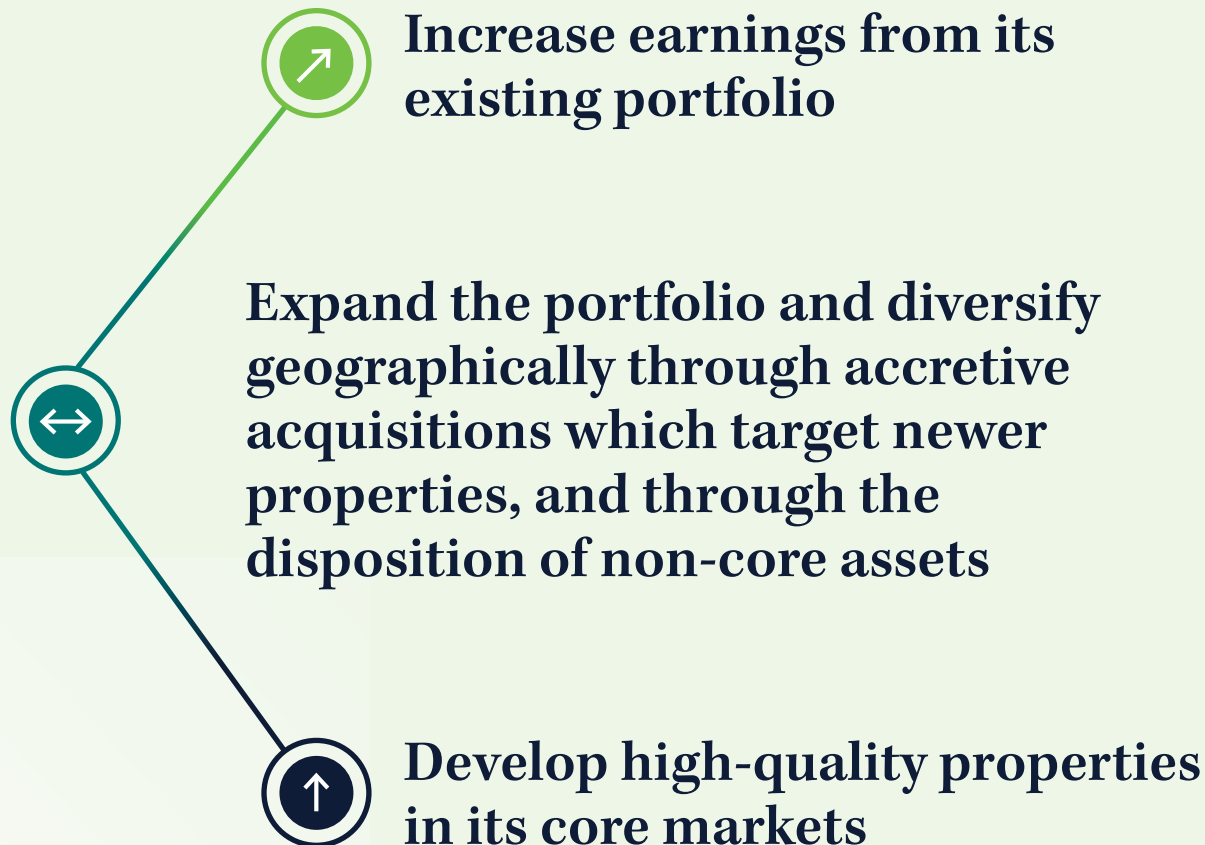 Increase earnings from its
existing portfolio
Expand the portfolio and diversify
geographically through accretive
acquisitions which target newer
properties, and through the
disposition of non-core assets
Develop high-quality properties
in its core markets